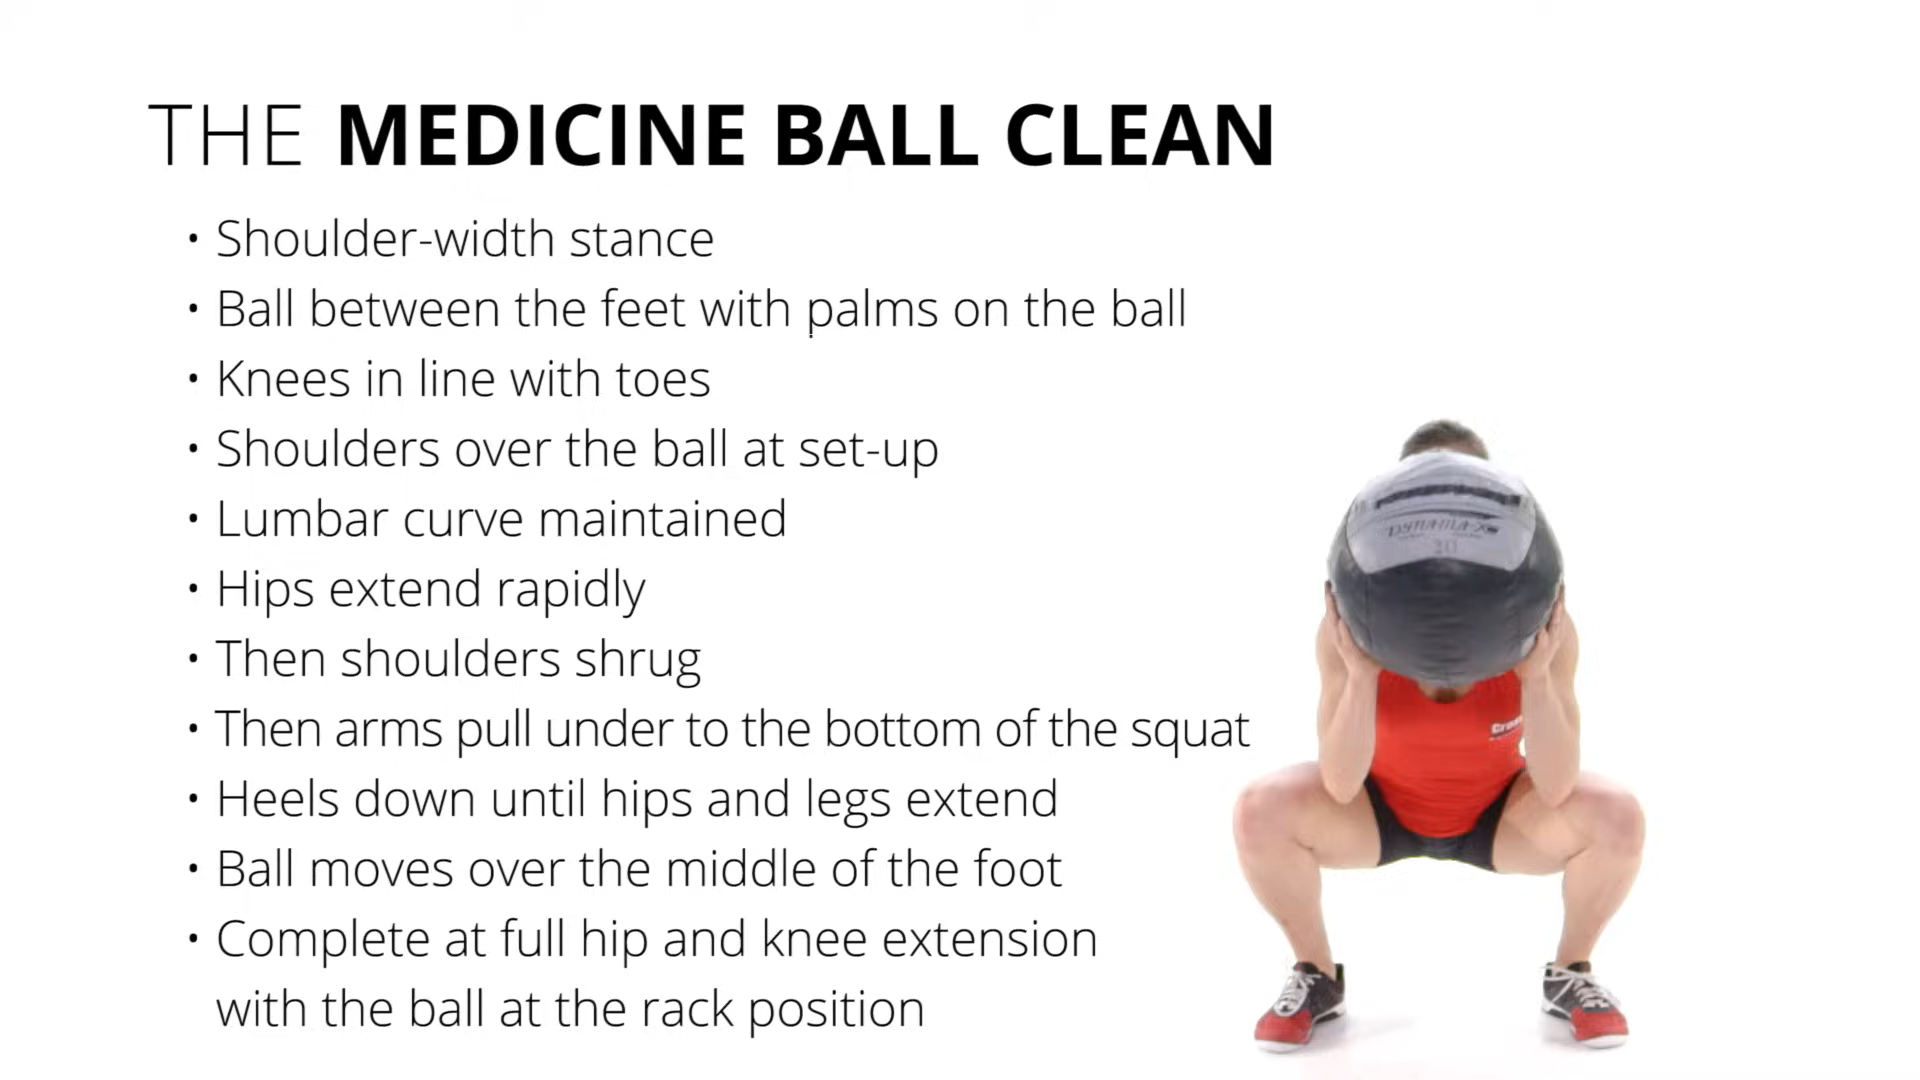 THE MEDICINE BALL CLEAN
• Shoulder-width stance
• Ball between the feet with palms on the ball
• Knees in line with toes
• Shoulders over the ball at set-up
• Lumbar curve maintained
• Hips extend rapidly
• Then shoulders shrug
• Then arms pull under to the bottom of the squat
• Heels down until hips and legs extend
• Ball moves over the middle of the foot
• Complete at full hip and knee extension
with the ball at the rack position